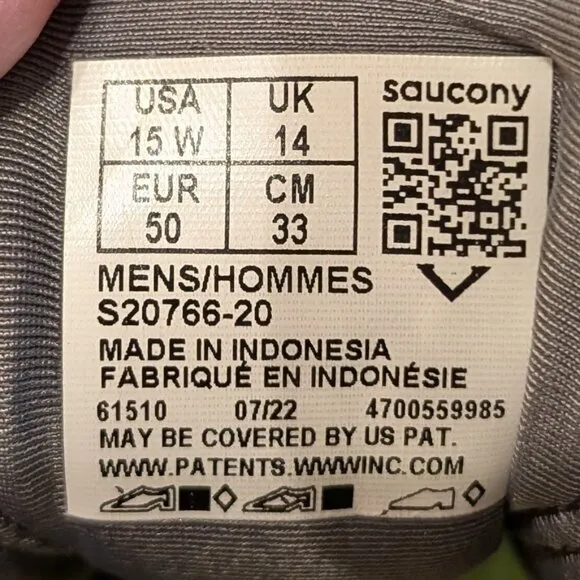 USA UK
15 W 14
EUR CM
50 33
saucony
MENS/HOMMES
S20766-20
MADE IN INDONESIA
FABRIQUÉ EN INDONÉSIE
61510 07/22 4700559985
MAY BE COVERED BY US PAT.
WWW.PATENTS.WWWINC.COM